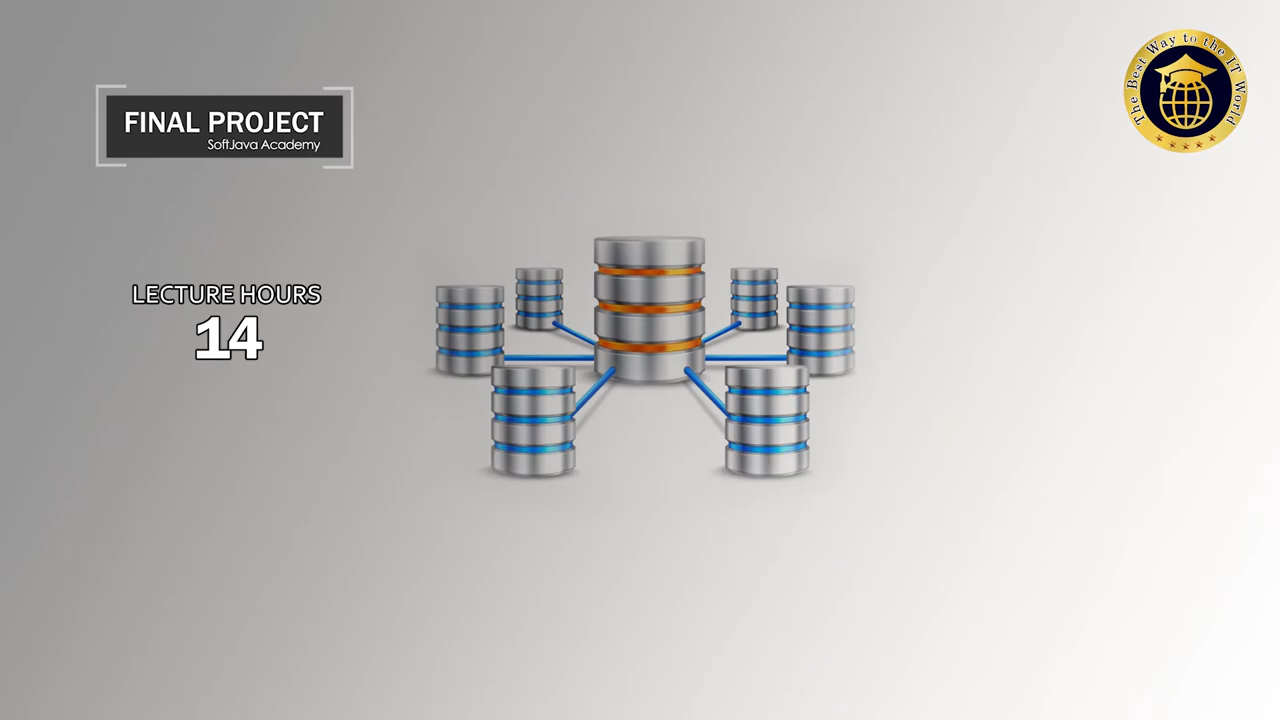 FINAL PROJECT
SoftJava Academy
The Best Way to the IT World
LECTURE HOURS
14